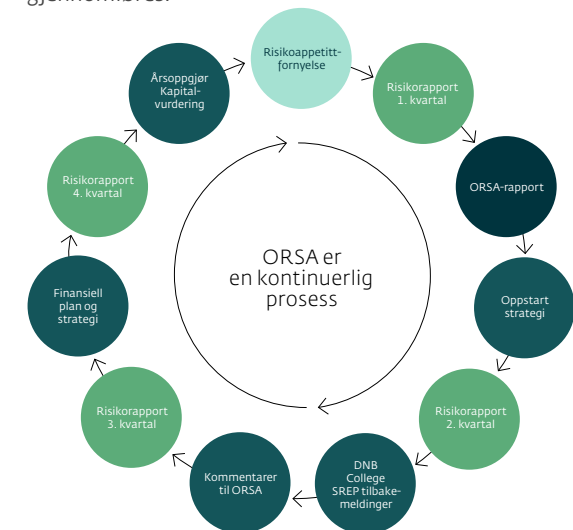 Risikoappetitt-
fornyelse
Risikorapport
1. kvartal
ORSA-rapport
Oppstart
strategi
Risikorapport
2. kvartal
DNB
College
SREP tilbake-
meldinger
Kommentarer
til ORSA
Risikorapport
3. kvartal
Finansiell
plan og
strategi
Risikorapport
4. kvartal
Årsoppgjør
Kapital-
vurdering
ORSA er
en kontinuerlig
prosess